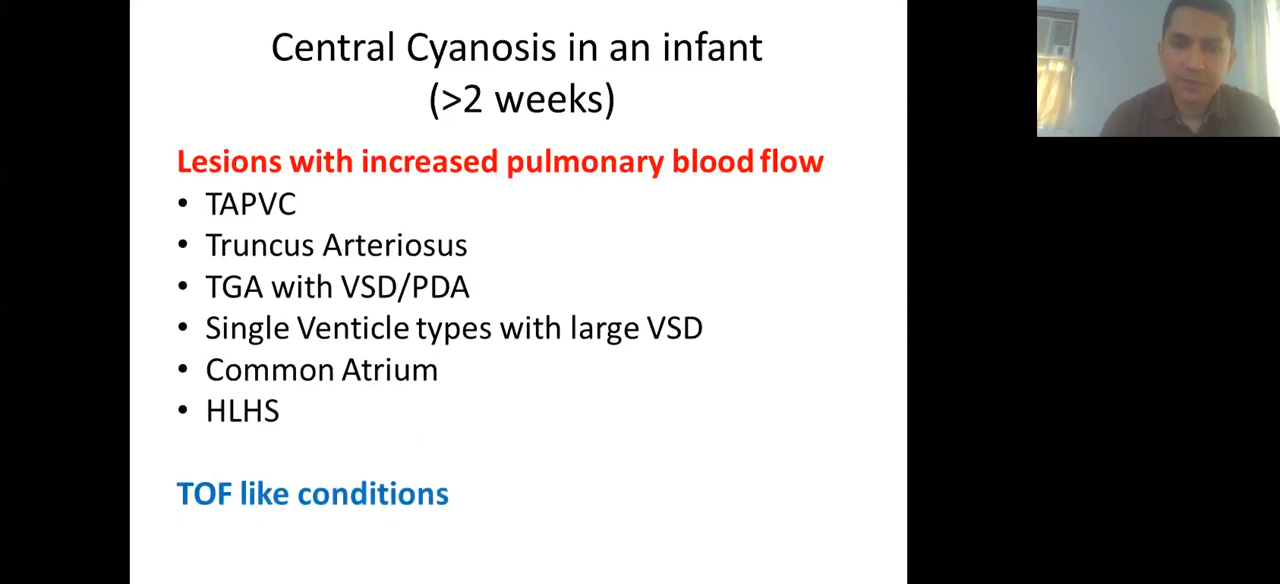 Central Cyanosis in an infant
(>2 weeks)
Lesions with increased pulmonary blood flow
• TAPVC
• Truncus Arteriosus
• TGA with VSD/PDA
• Single Venticle types with large VSD
• Common Atrium
• HLHS
TOF like conditions